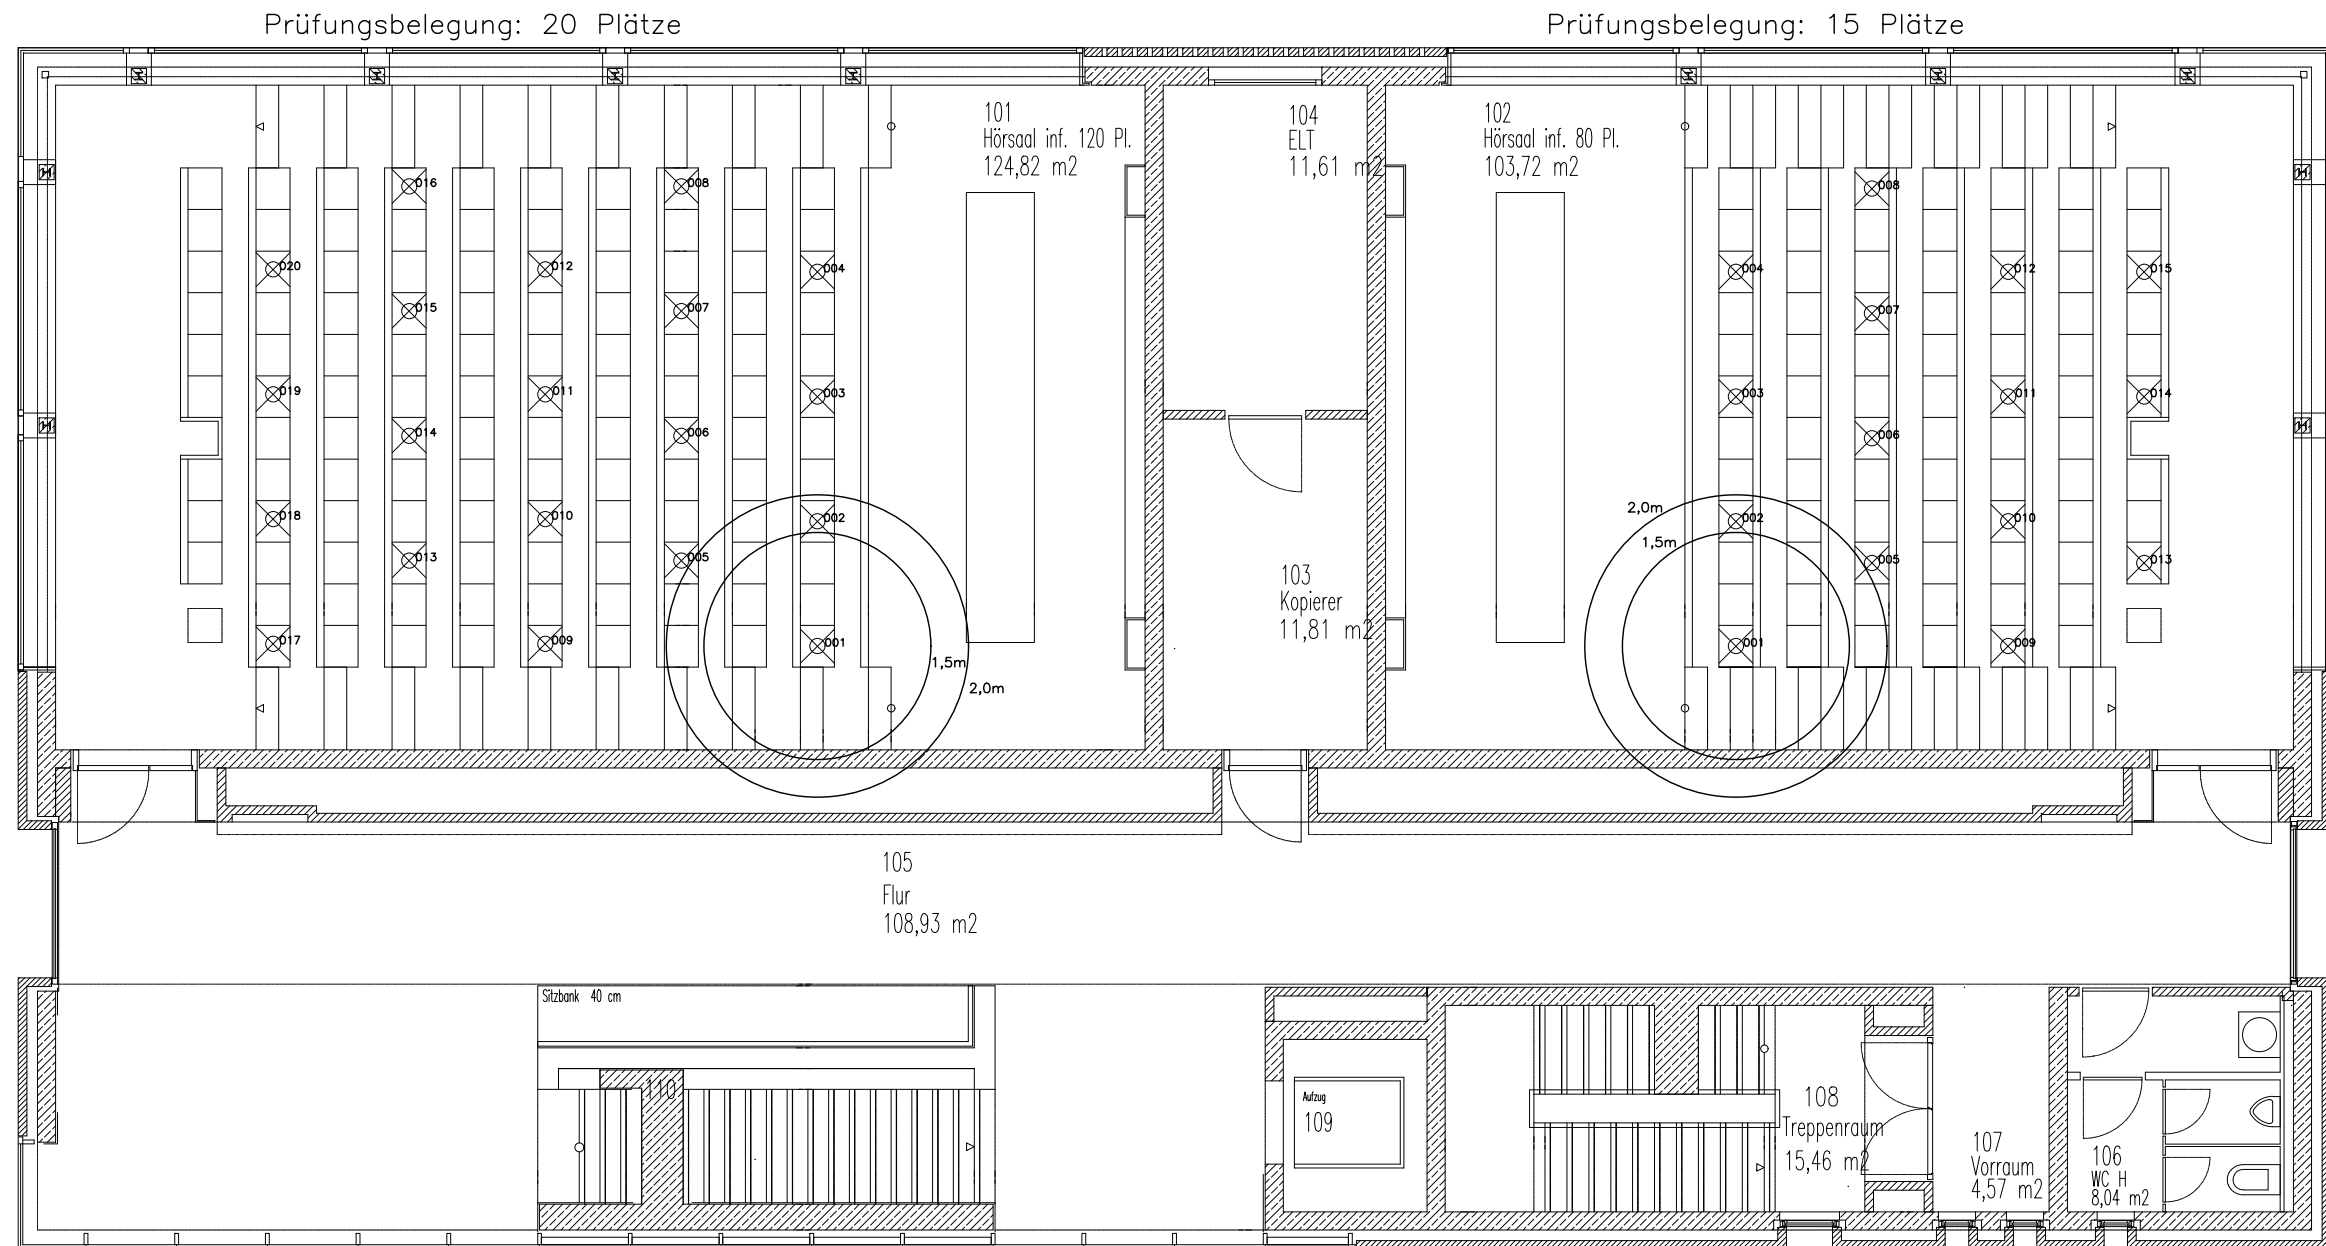 Prüfungsbelegung: 20 Plätze
Prüfungsbelegung: 15 Plätze
101
Hörsaal inf. 120 Pl.
124,82 m2
104
ELT
11,61 m2
102
Hörsaal inf. 80 Pl.
103,72 m2
016
008
020
012
004
015
007
019
011
003
014
006
018
010
002
013
005
017
009
001
1,5m
2,0m
008
004
012
015
007
003
011
014
006
2,0m
002
010
1,5m
005
013
001
009
103
Kopierer
11,81 m2
105
Flur
108,93 m2
Sitzbank 40 cm
110
Aufzug
109
108
Treppenraum
15,46 m2
107
Vorraum
4,57 m2
106
WC H
8,04 m2